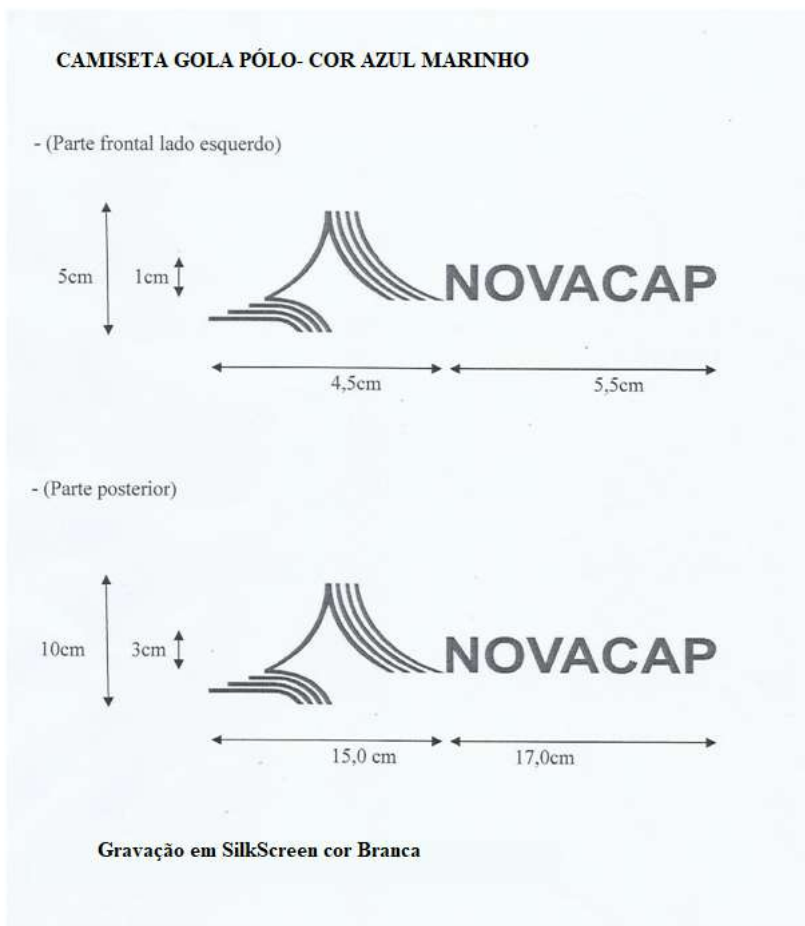 CAMISETA GOLA PÓLO- COR AZUL MARINHO
- (Parte frontal lado esquerdo)
5cm
1cm
NOVACAP
4,5cm
5,5cm
- (Parte posterior)
10cm
3cm
NOVACAP
15,0 cm
17,0cm
Gravação em SilkScreen cor Branca